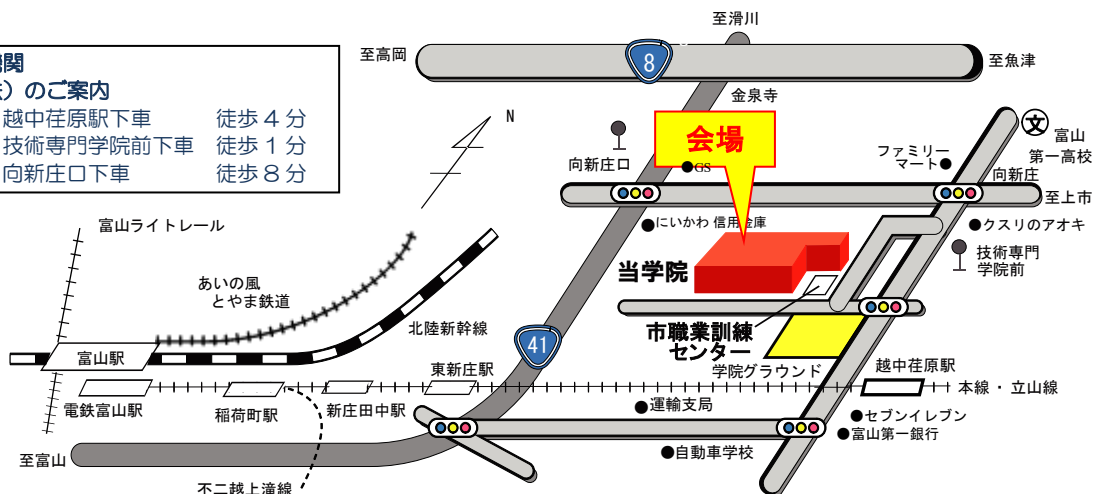 至滑川
至高岡
8
至魚津
機関
）のご案内
越中荏原駅下車 徒歩４分
技術専門学院前下車 徒歩１分
向新庄口下車 徒歩８分
N
金泉寺
会場
向新庄口
GS
ファミリー
マート
文
富山
第一高校
向新庄
至上市
にいかわ 信用金庫
クスリのアオキ
技術専門
学院前
富山ライトレール
あいの風
とやま鉄道
当学院
北陸新幹線
市職業訓練
センター
41
学院グラウンド
富山駅
東新庄駅
越中荏原駅
本線・立山線
電鉄富山駅
稲荷町駅
新庄田中駅
運輸支局
セブンイレブン
富山第一銀行
自動車学校
至富山
不二越上滝線